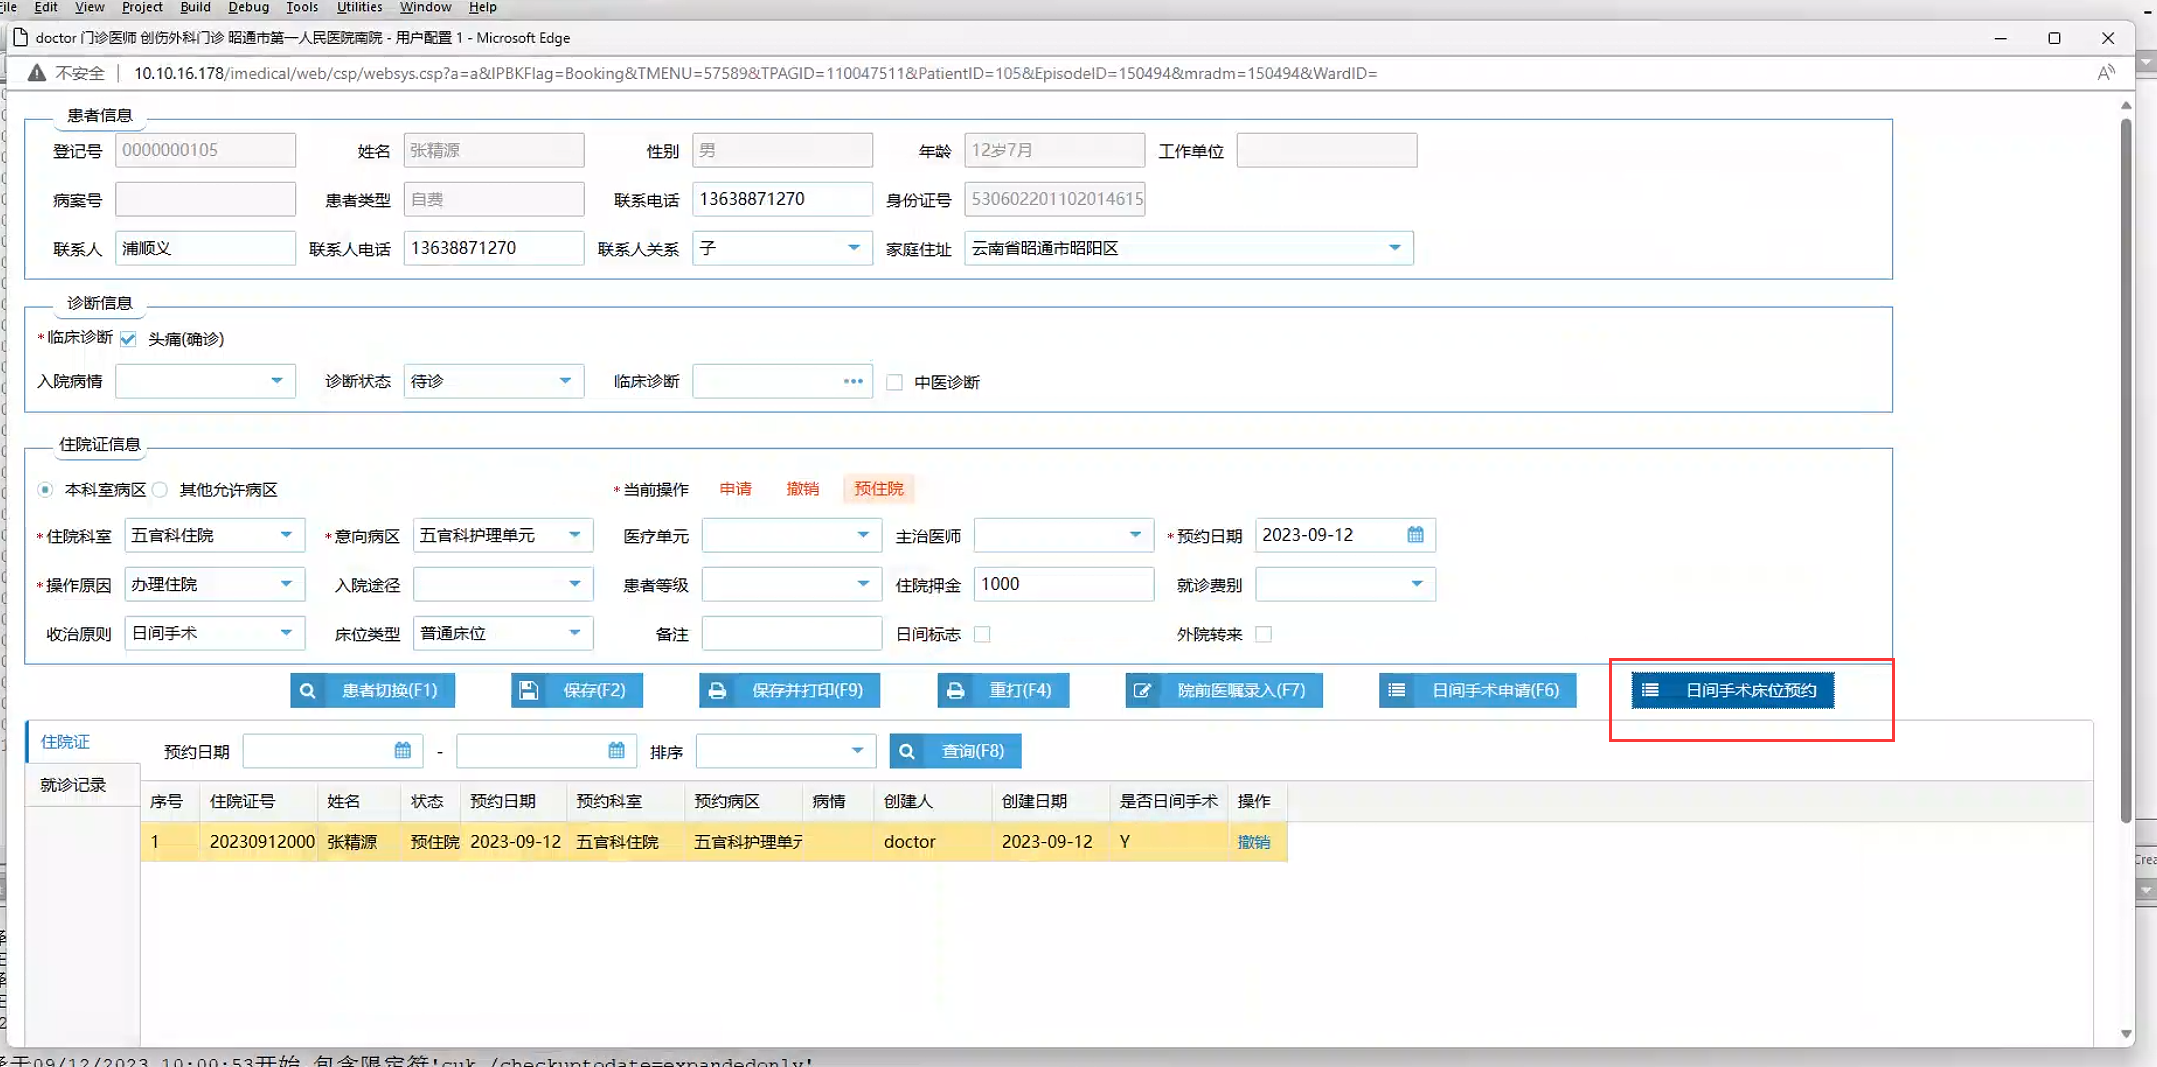 File Edit View Project Build Debug Tools Utilities Window Help
doctor 门诊医师 创伤外科门诊 昭通市第一人民医院南院 - 用户配置 1 - Microsoft Edge
不安全 | 10.10.16.178/imedical/web/csp/websys.csp?a=a&IPBKFlag=Booking&TMENU=57589&TPAGID=110047511&PatientID=105&EpisodeID=150494&mradm=150494&WardID=
患者信息
登记号 0000000105 姓名 张精源 性别 男 年龄 12岁7月 工作单位
病案号 患者类型 自费 联系电话 13638871270 身份证号 530602201102014615
联系人 浦顺义 联系人电话 13638871270 联系人关系 子 家庭住址 云南省昭通市昭阳区
诊断信息
*临床诊断 头痛(确诊)
入院病情 诊断状态 待诊 临床诊断 中医诊断
住院证信息
本科室病区 其他允许病区 *当前操作 申请 撤销 预住院
*住院科室 五官科住院 *意向病区 五官科护理单元 医疗单元 主治医师 *预约日期 2023-09-12
*操作原因 办理住院 入院途径 患者等级 住院押金 1000 就诊费别
收治原则 日间手术 床位类型 普通床位 备注 日间标志 外院转来
患者切换(F1) 保存(F2) 保存并打印(F9) 重打(F4) 院前医嘱录入(F7) 日间手术申请(F6) 日间手术床位预约
住院证 预约日期 - 排序 查询(F8)
就诊记录
序号 住院证号 姓名 状态 预约日期 预约科室 预约病区 病情 创建人 创建日期 是否日间手术 操作
1 20230912000 张精源 预住院 2023-09-12 五官科住院 五官科护理单元 doctor 2023-09-12 Y 撤销
于09/12/2023 10:00:53开始 包含限定符'cuk /checkuptodate=expandedonly'